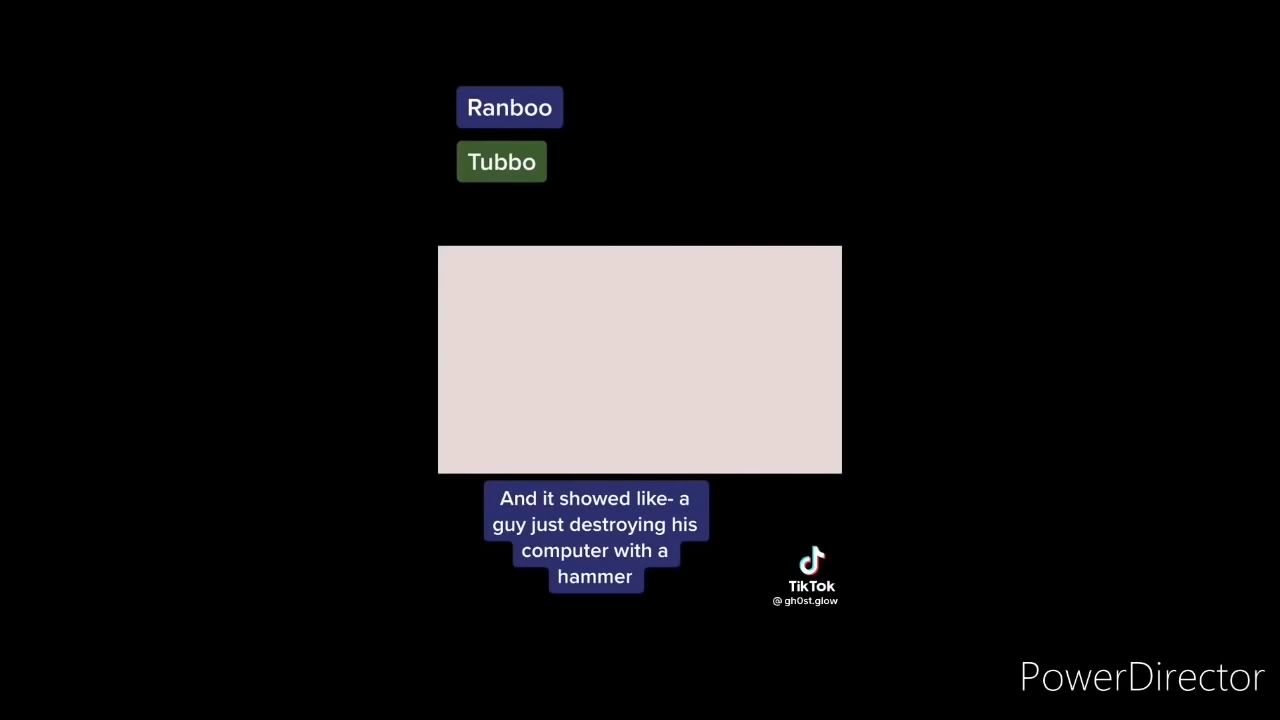 Ranboo
Tubbo
And it showed like- a
guy just destroying his
computer with a
hammer
TikTok
@ gh0st.glow
PowerDirector